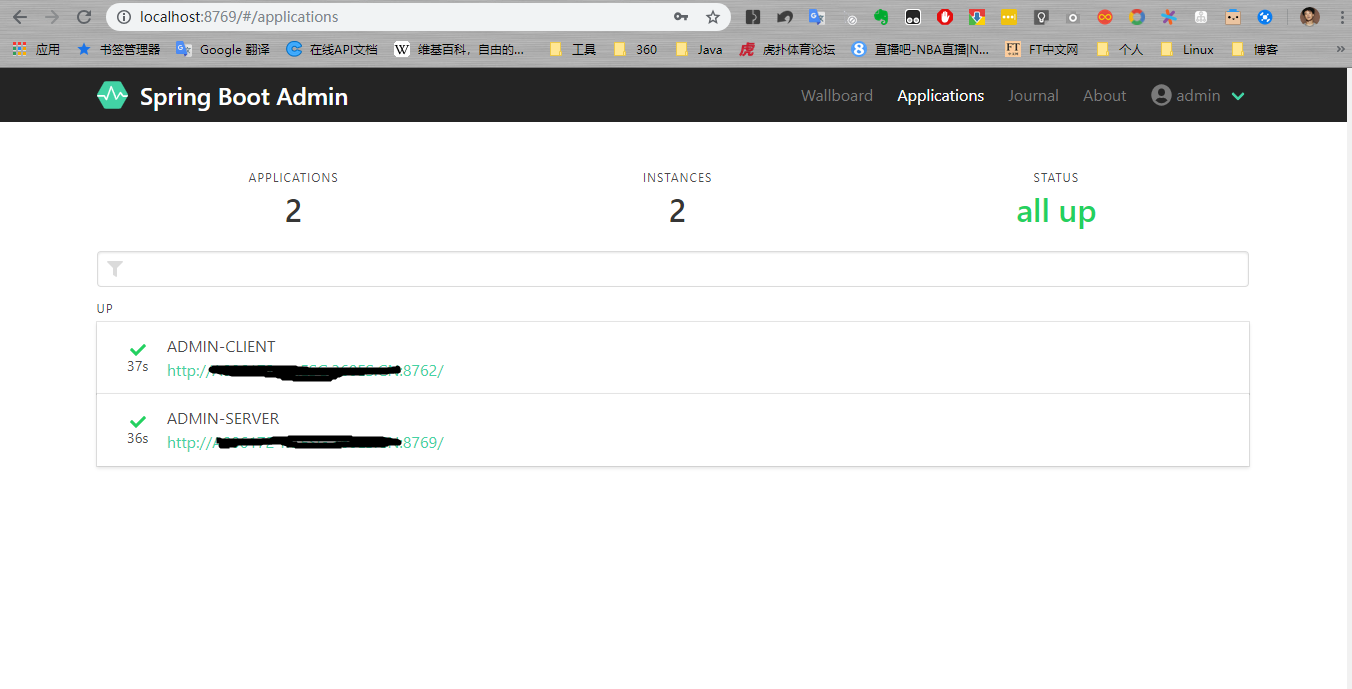 localhost:8769/#/applications
应用 书签管理器 Google 翻译 在线API文档 维基百科，自由的... 工具 360 Java 虎扑体育论坛 直播吧-NBA直播|N... FT中文网 个人 Linux 博客 »
Spring Boot Admin Wallboard Applications Journal About admin
APPLICATIONS INSTANCES STATUS
2 2 all up
UP
ADMIN-CLIENT
37s
http:// :8762/
ADMIN-SERVER
36s
http:// :8769/